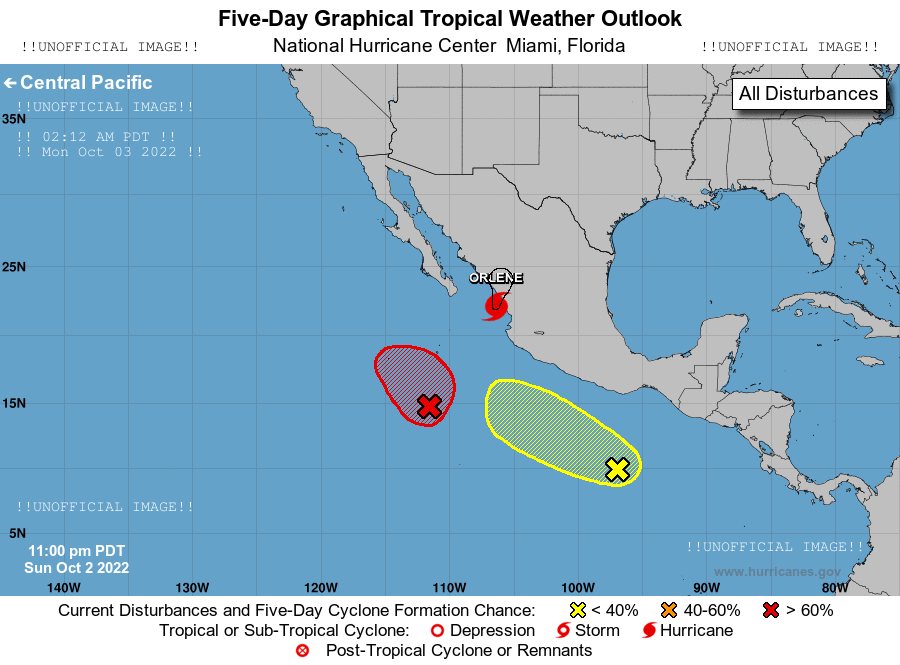 Five-Day Graphical Tropical Weather Outlook
!!UNOFFICIAL IMAGE!! National Hurricane Center Miami, Florida !!UNOFFICIAL IMAGE!!
← Central Pacific
All Disturbances
!!UNOFFICIAL IMAGE!!
35N
!! 02:12 AM PDT !!
!! Mon Oct 03 2022 !!
25N
ORLENE
15N
!!UNOFFICIAL IMAGE!!
5N
11:00 pm PDT
Sun Oct 2 2022
!!UNOFFICIAL IMAGE!!
www.hurricanes.gov
140W 130W 120W 110W 100W 90W 80W
Current Disturbances and Five-Day Cyclone Formation Chance: < 40% 40-60% > 60%
Tropical or Sub-Tropical Cyclone: Depression Storm Hurricane
Post-Tropical Cyclone or Remnants